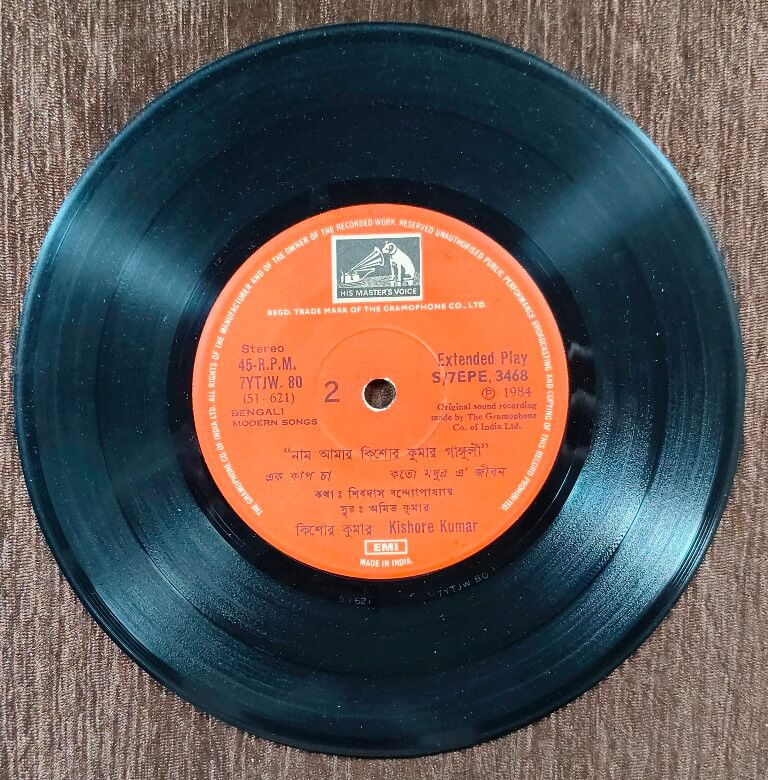 THE GRAMOPHONE CO. OF INDIA LTD. ALL RIGHTS OF THE MANUFACTURER AND OF THE OWNER OF THE RECORDED WORK RESERVED UNAUTHORISED PUBLIC PERFORMANCE BROADCASTING AND COPYING OF THIS RECORD PROHIBITED.
HIS MASTER'S VOICE
REGD. TRADE MARK OF THE GRAMOPHONE CO., LTD.
Stereo
45-R.P.M.
7YTJW. 80
(51-621)
BENGALI
MODERN SONGS
2
Extended Play
S/7EPE. 3468
Ⓟ 1984
Original sound recording
made by The Gramophone
Co. of India Ltd.
“নাম আমার কিশোর কুমার গাঙ্গুলী”
এক কাপ চা কতো মধুর এ' জীবন
কথা : শিবদাস বন্দ্যোপাধ্যায়
সুর : অমিত কুমার
কিশোর কুমার Kishore Kumar
EMI
MADE IN INDIA
51621 7YTJW 80